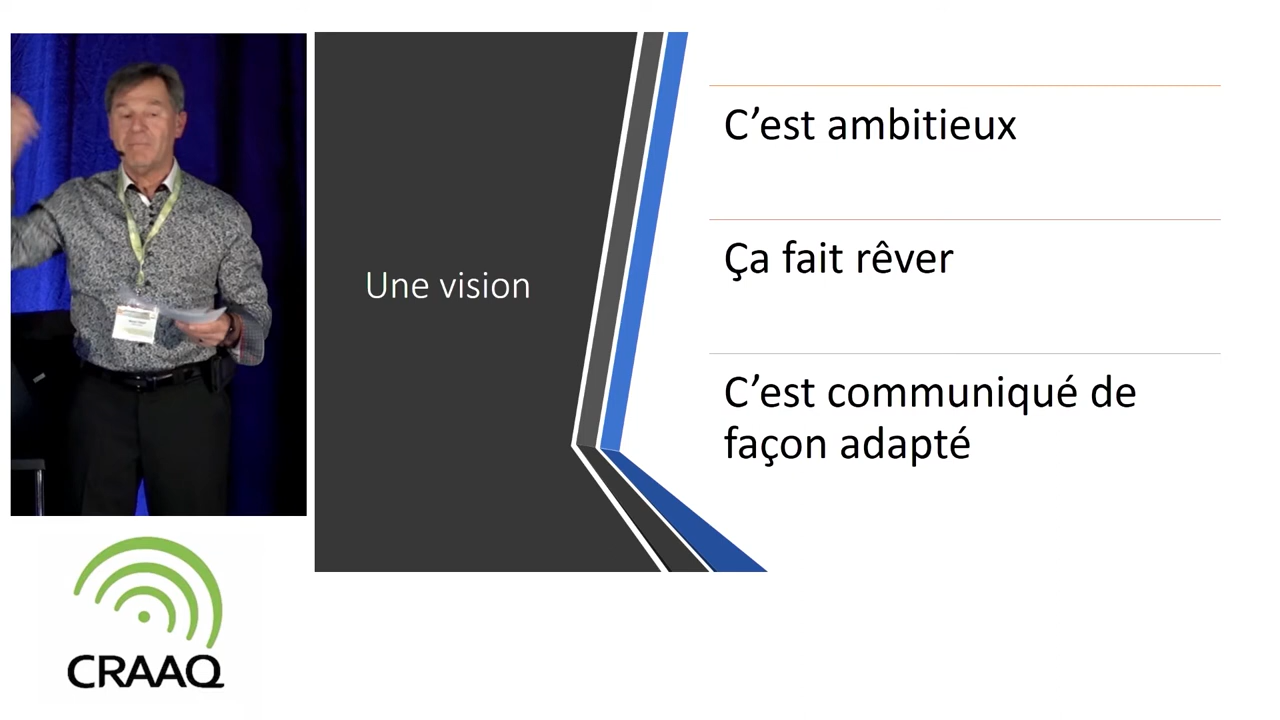 Une vision
C'est ambitieux
Ça fait rêver
C'est communiqué de
façon adapté
CRAAQ